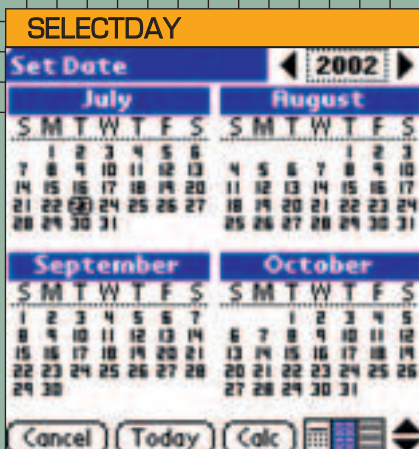 SELECTDAY
Set Date 2002
July August
S M T W T F S S M T W T F S
1 2 3 4 5 6 1 2 3
7 8 9 10 11 12 13 4 5 6 7 8 9 10
14 15 16 17 18 19 20 11 12 13 14 15 16 17
21 22 23 24 25 26 27 18 19 20 21 22 23 24
28 29 30 31 25 26 27 28 29 30 31
September October
S M T W T F S S M T W T F S
1 2 3 4 5 6 7 1 2 3 4 5
8 9 10 11 12 13 14 6 7 8 9 10 11 12
15 16 17 18 19 20 21 13 14 15 16 17 18 19
22 23 24 25 26 27 28 20 21 22 23 24 25 26
29 30 27 28 29 30 31
Cancel Today Calc